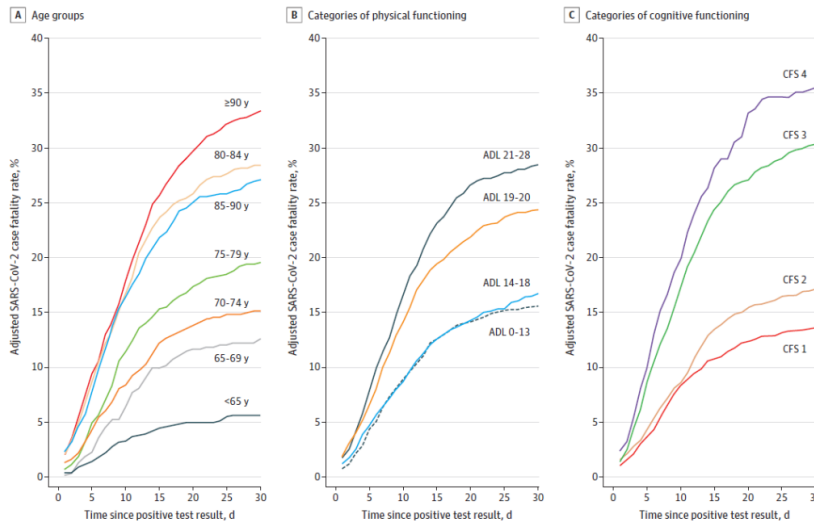 A Age groups
40
35
30
25
20
15
10
5
0
Adjusted SARS-CoV-2 case fatality rate, %
≥90 y
80-84 y
85-90 y
75-79 y
70-74 y
65-69 y
<65 y
0 5 10 15 20 25 30
Time since positive test result, d
B Categories of physical functioning
40
35
30
25
20
15
10
5
0
Adjusted SARS-CoV-2 case fatality rate, %
ADL 21-28
ADL 19-20
ADL 14-18
ADL 0-13
0 5 10 15 20 25 30
Time since positive test result, d
C Categories of cognitive functioning
40
35
30
25
20
15
10
5
0
Adjusted SARS-CoV-2 case fatality rate, %
CFS 4
CFS 3
CFS 2
CFS 1
0 5 10 15 20 25 30
Time since positive test result, d